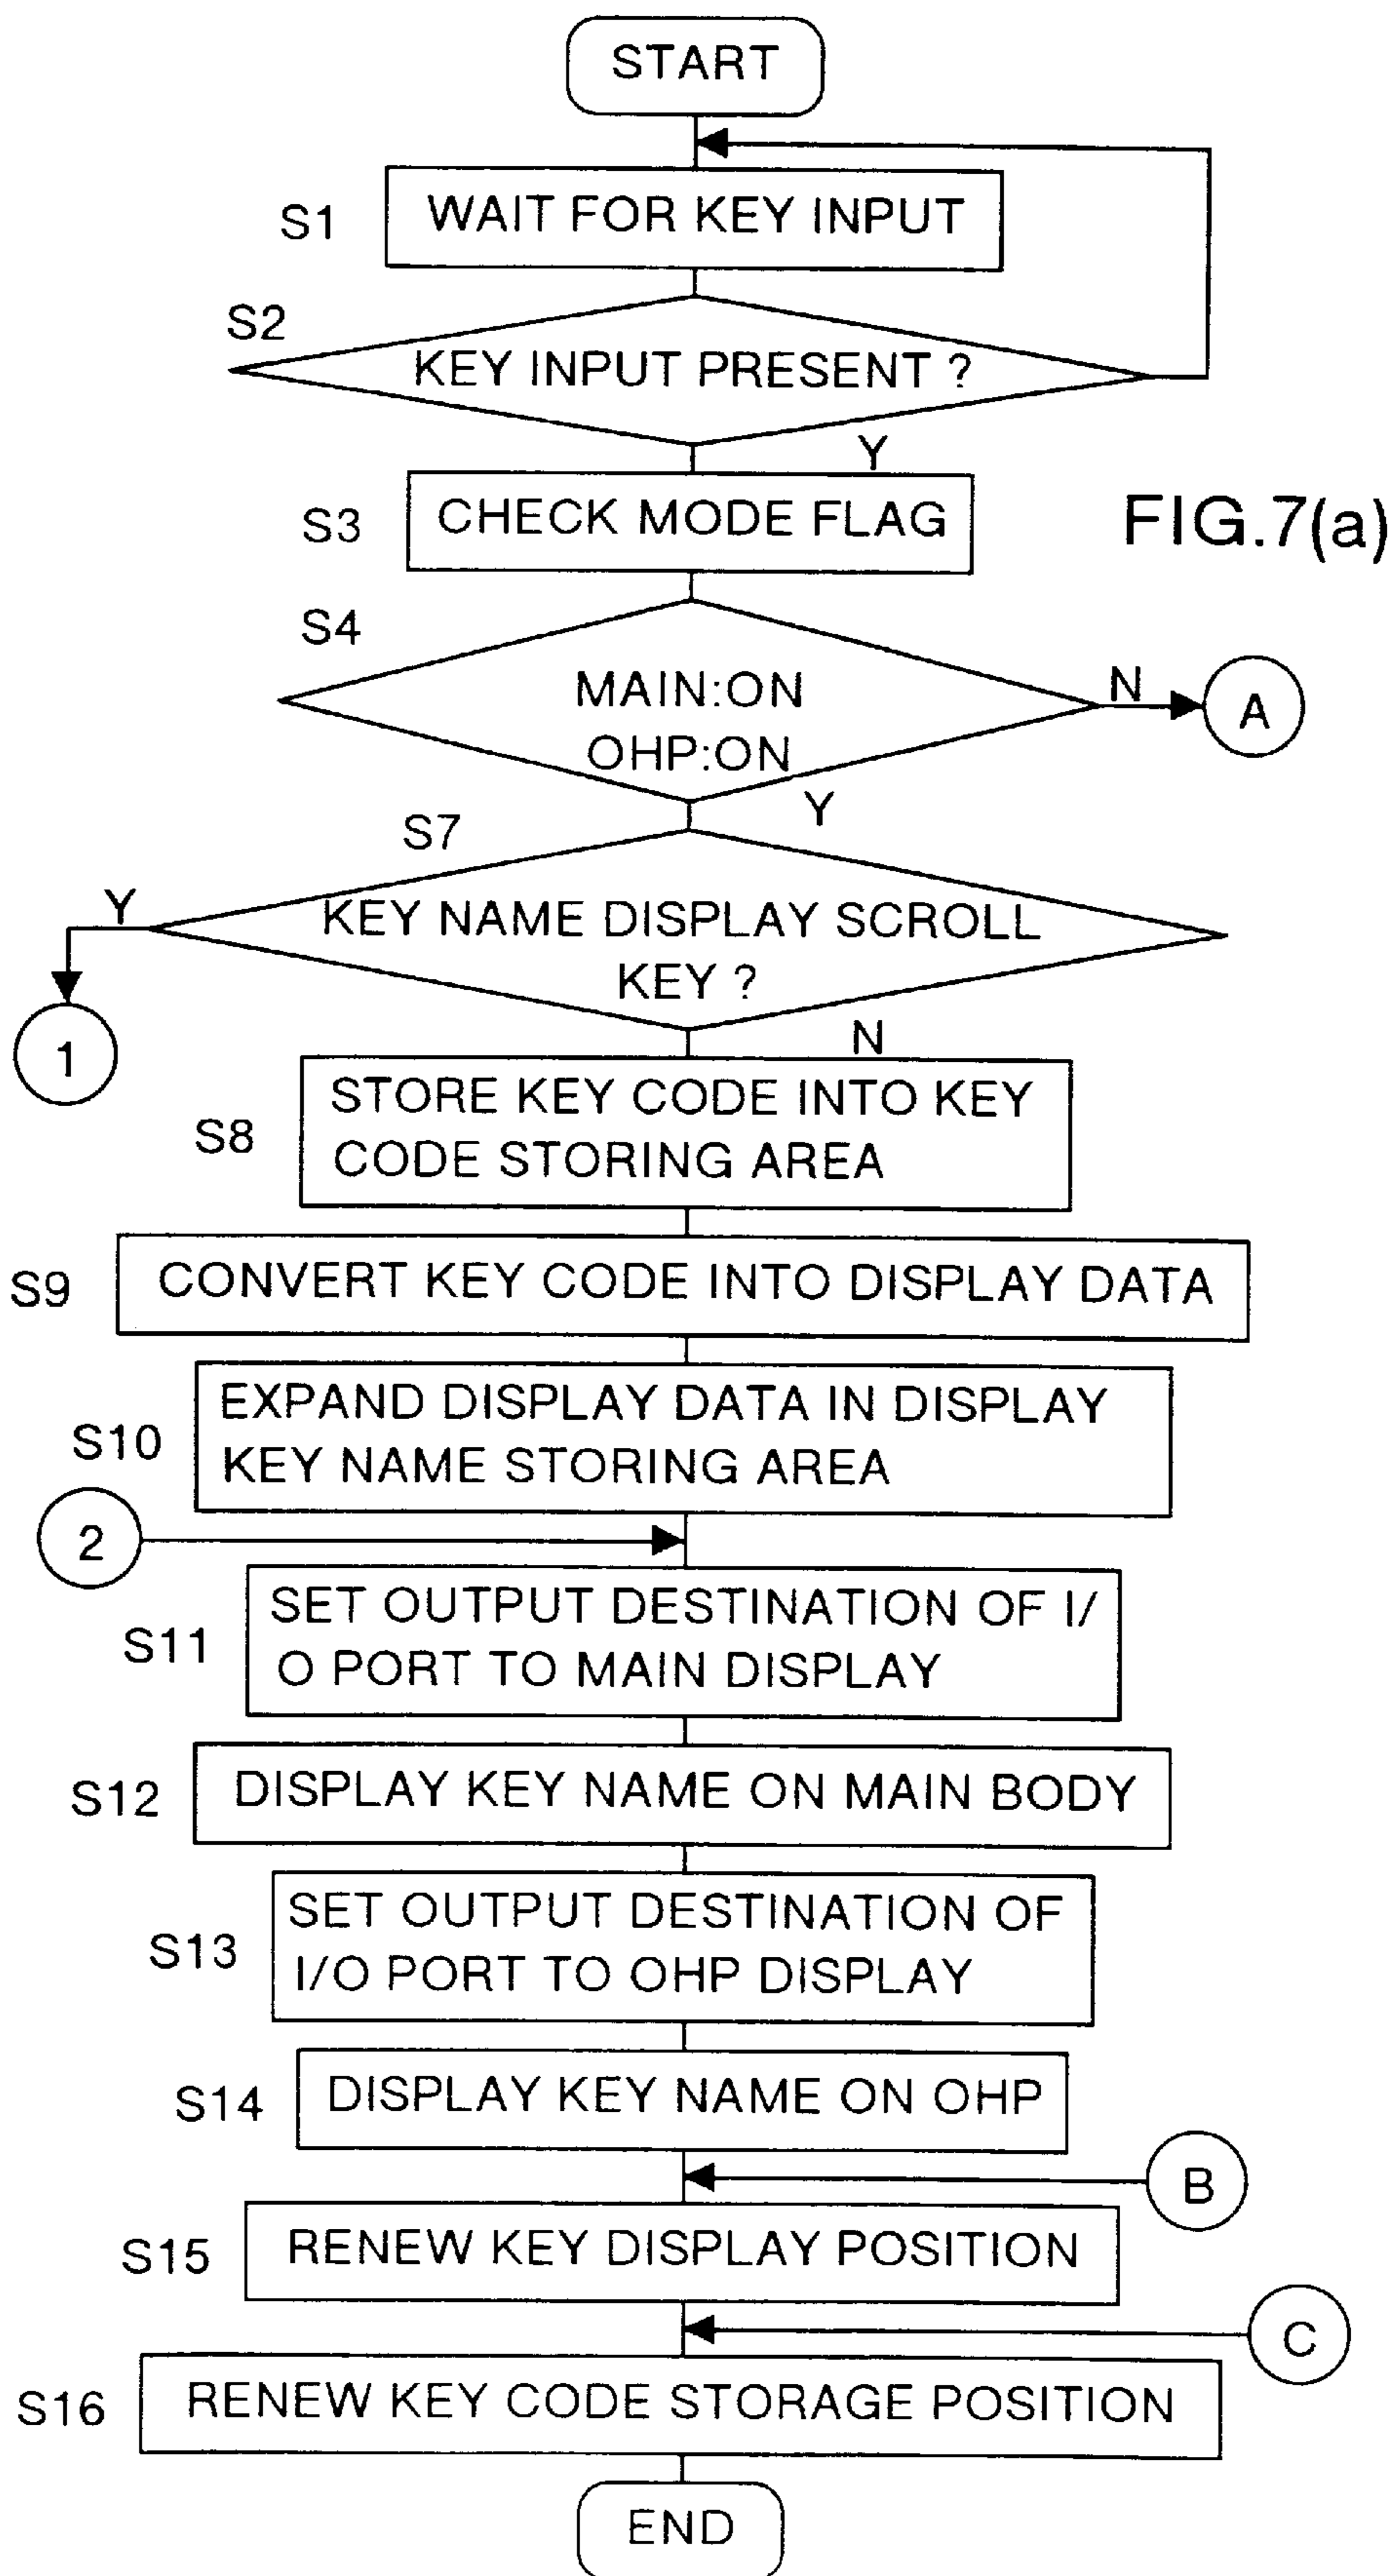 START
S1
WAIT FOR KEY INPUT
S2
KEY INPUT PRESENT ?
Y
S3
CHECK MODE FLAG
FIG.7(a)
S4
MAIN:ON
OHP:ON
N
A
Y
S7
Y
KEY NAME DISPLAY SCROLL
KEY ?
1
N
S8
STORE KEY CODE INTO KEY
CODE STORING AREA
S9
CONVERT KEY CODE INTO DISPLAY DATA
S10
EXPAND DISPLAY DATA IN DISPLAY
KEY NAME STORING AREA
2
S11
SET OUTPUT DESTINATION OF I/
O PORT TO MAIN DISPLAY
S12
DISPLAY KEY NAME ON MAIN BODY
S13
SET OUTPUT DESTINATION OF
I/O PORT TO OHP DISPLAY
S14
DISPLAY KEY NAME ON OHP
B
S15
RENEW KEY DISPLAY POSITION
C
S16
RENEW KEY CODE STORAGE POSITION
END